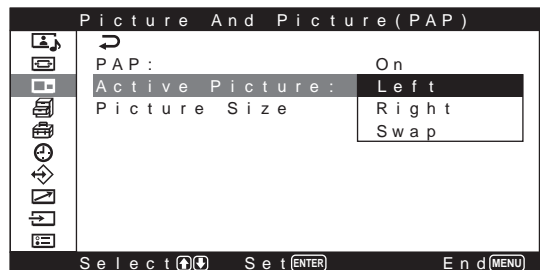 Picture And Picture(PAP)
PAP: On
Active Picture: Left
Picture Size Right
Swap
Select Set ENTER End MENU